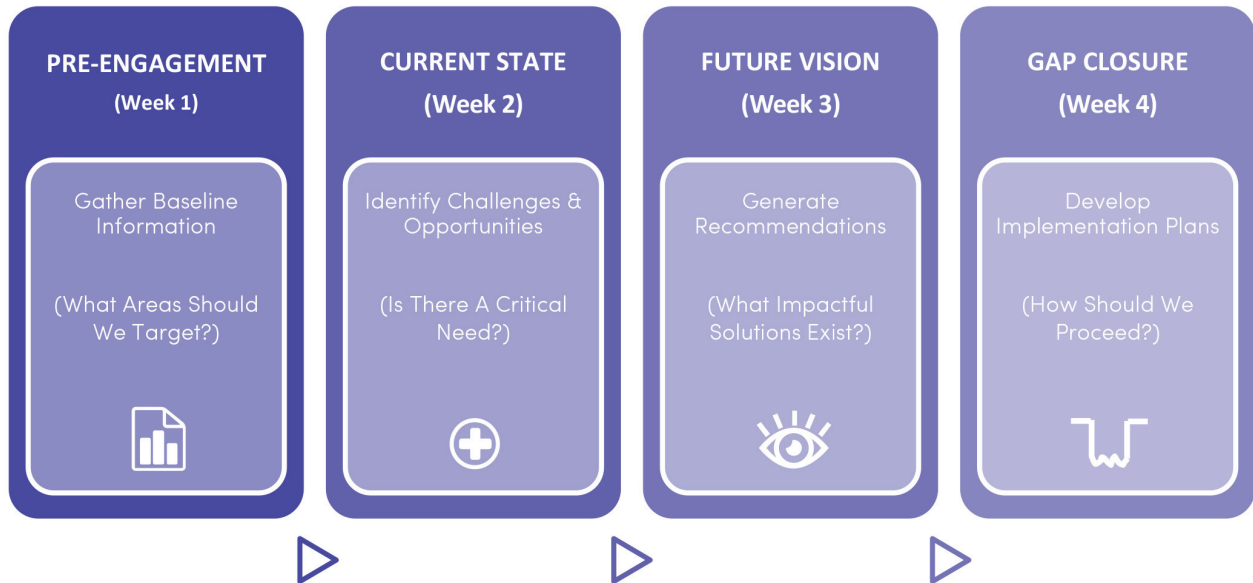 PRE-ENGAGEMENT
(Week 1)
Gather Baseline
Information
(What Areas Should
We Target?)
CURRENT STATE
(Week 2)
Identify Challenges &
Opportunities
(Is There A Critical
Need?)
FUTURE VISION
(Week 3)
Generate
Recommendations
(What Impactful
Solutions Exist?)
GAP CLOSURE
(Week 4)
Develop
Implementation Plans
(How Should We
Proceed?)